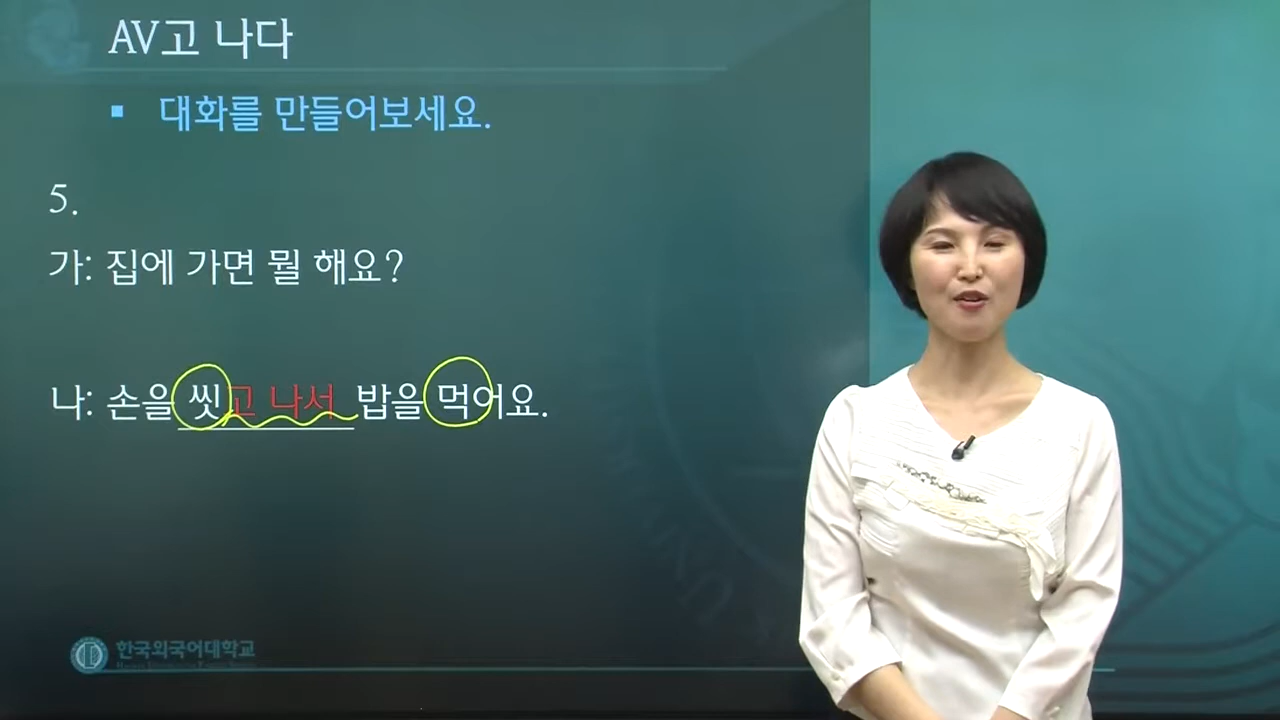 AV고 나다
▪ 대화를 만들어보세요.
5.
가: 집에 가면 뭘 해요?
나: 손을 씻고 나서 밥을 먹어요.
한국외국어대학교